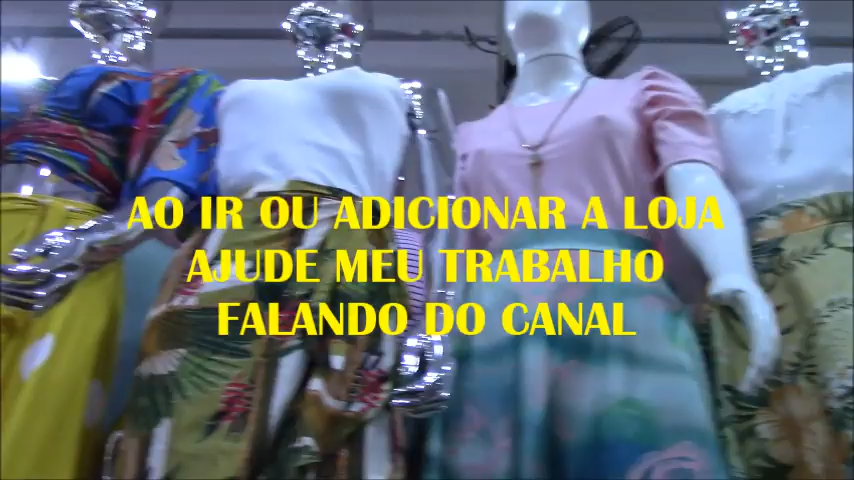 AO IR OU ADICIONAR A LOJA
AJUDE MEU TRABALHO
FALANDO DO CANAL